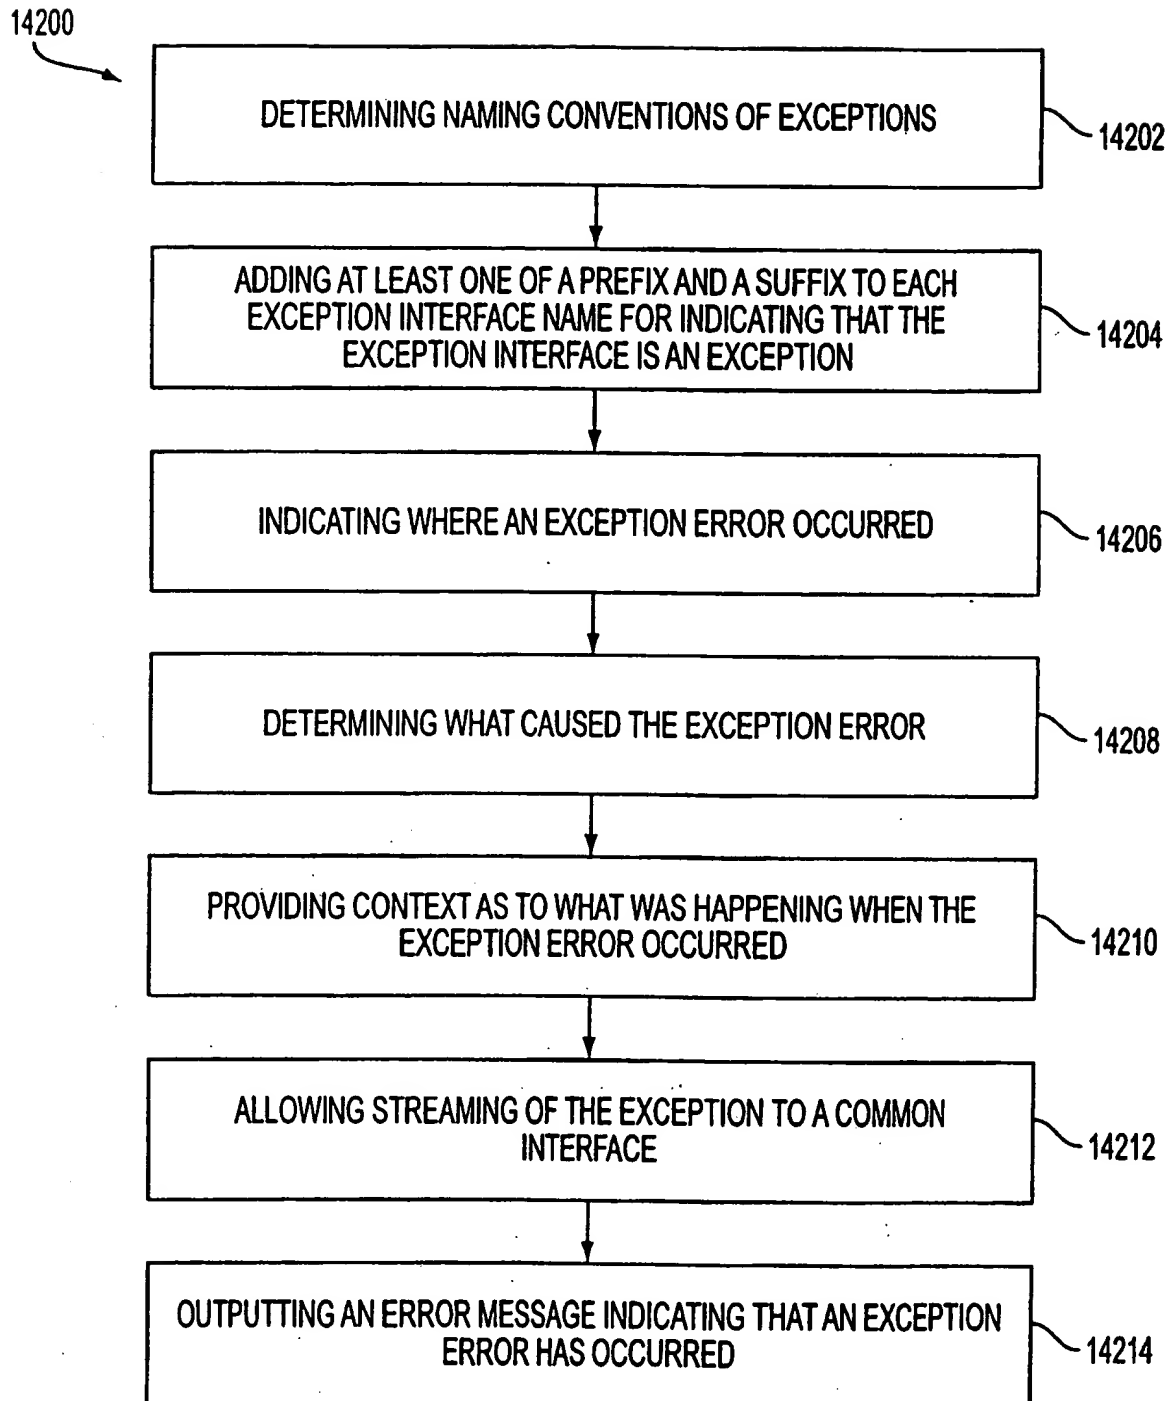 14200
DETERMINING NAMING CONVENTIONS OF EXCEPTIONS
14202
ADDING AT LEAST ONE OF A PREFIX AND A SUFFIX TO EACH
EXCEPTION INTERFACE NAME FOR INDICATING THAT THE
EXCEPTION INTERFACE IS AN EXCEPTION
14204
INDICATING WHERE AN EXCEPTION ERROR OCCURRED
14206
DETERMINING WHAT CAUSED THE EXCEPTION ERROR
14208
PROVIDING CONTEXT AS TO WHAT WAS HAPPENING WHEN THE
EXCEPTION ERROR OCCURRED
14210
ALLOWING STREAMING OF THE EXCEPTION TO A COMMON
INTERFACE
14212
OUTPUTTING AN ERROR MESSAGE INDICATING THAT AN EXCEPTION
ERROR HAS OCCURRED
14214